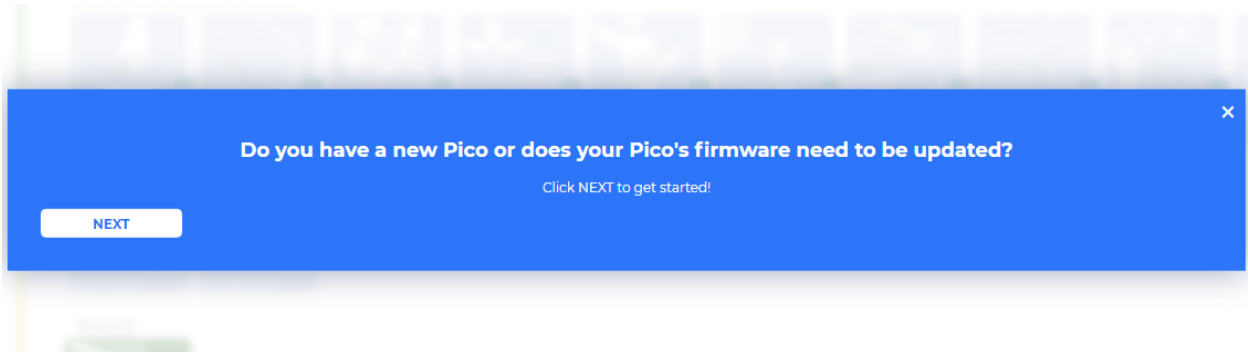 ×
Do you have a new Pico or does your Pico's firmware need to be updated?
Click NEXT to get started!
NEXT